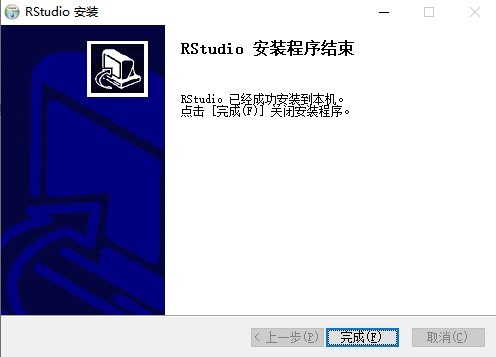 RStudio 安装
RStudio 安装程序结束
RStudio 已经成功安装到本机。
点击 [完成(F)] 关闭安装程序。
< 上一步(P) 完成(F) 取消(C)